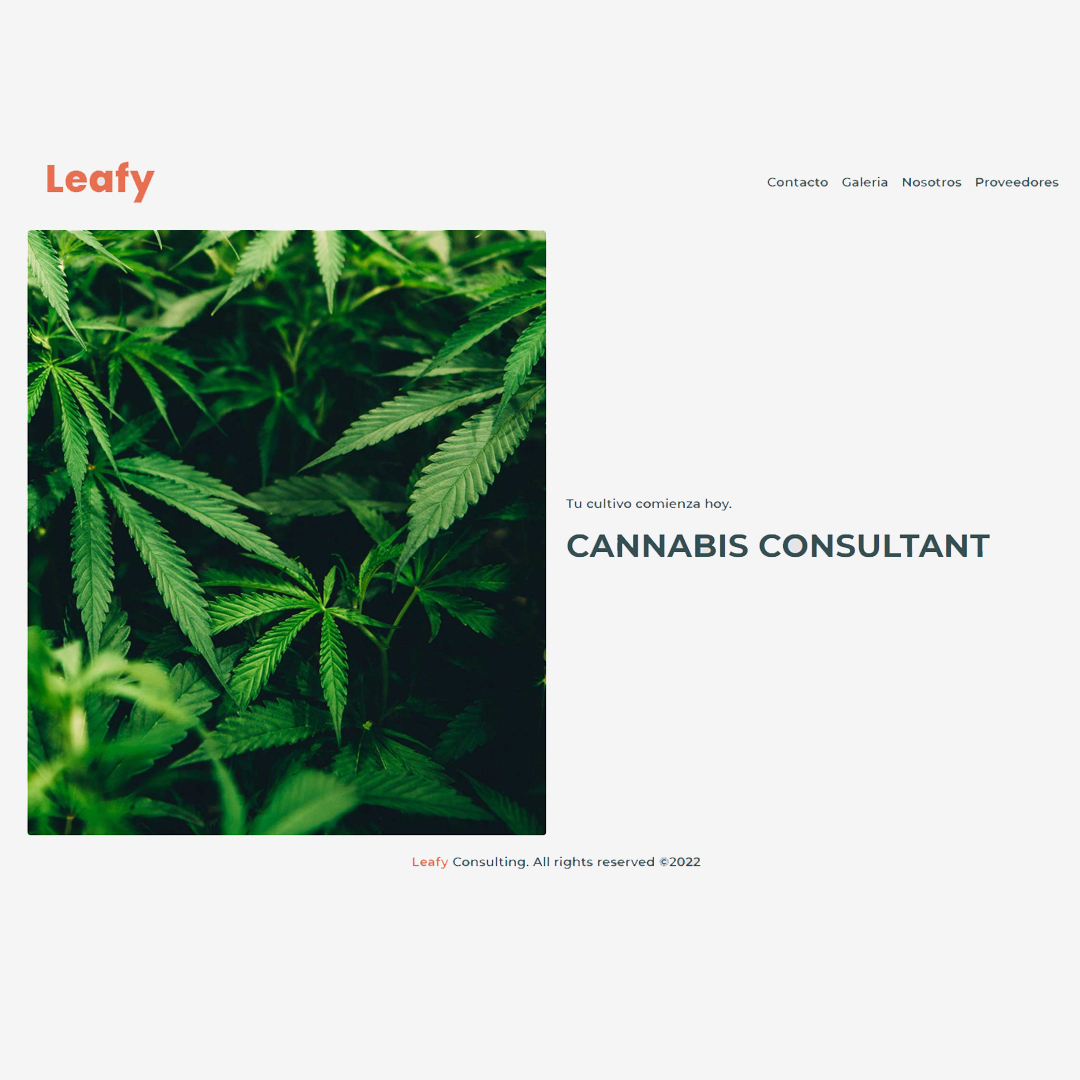 Leafy
Contacto Galeria Nosotros Proveedores
Tu cultivo comienza hoy.
CANNABIS CONSULTANT
Leafy Consulting. All rights reserved ©2022